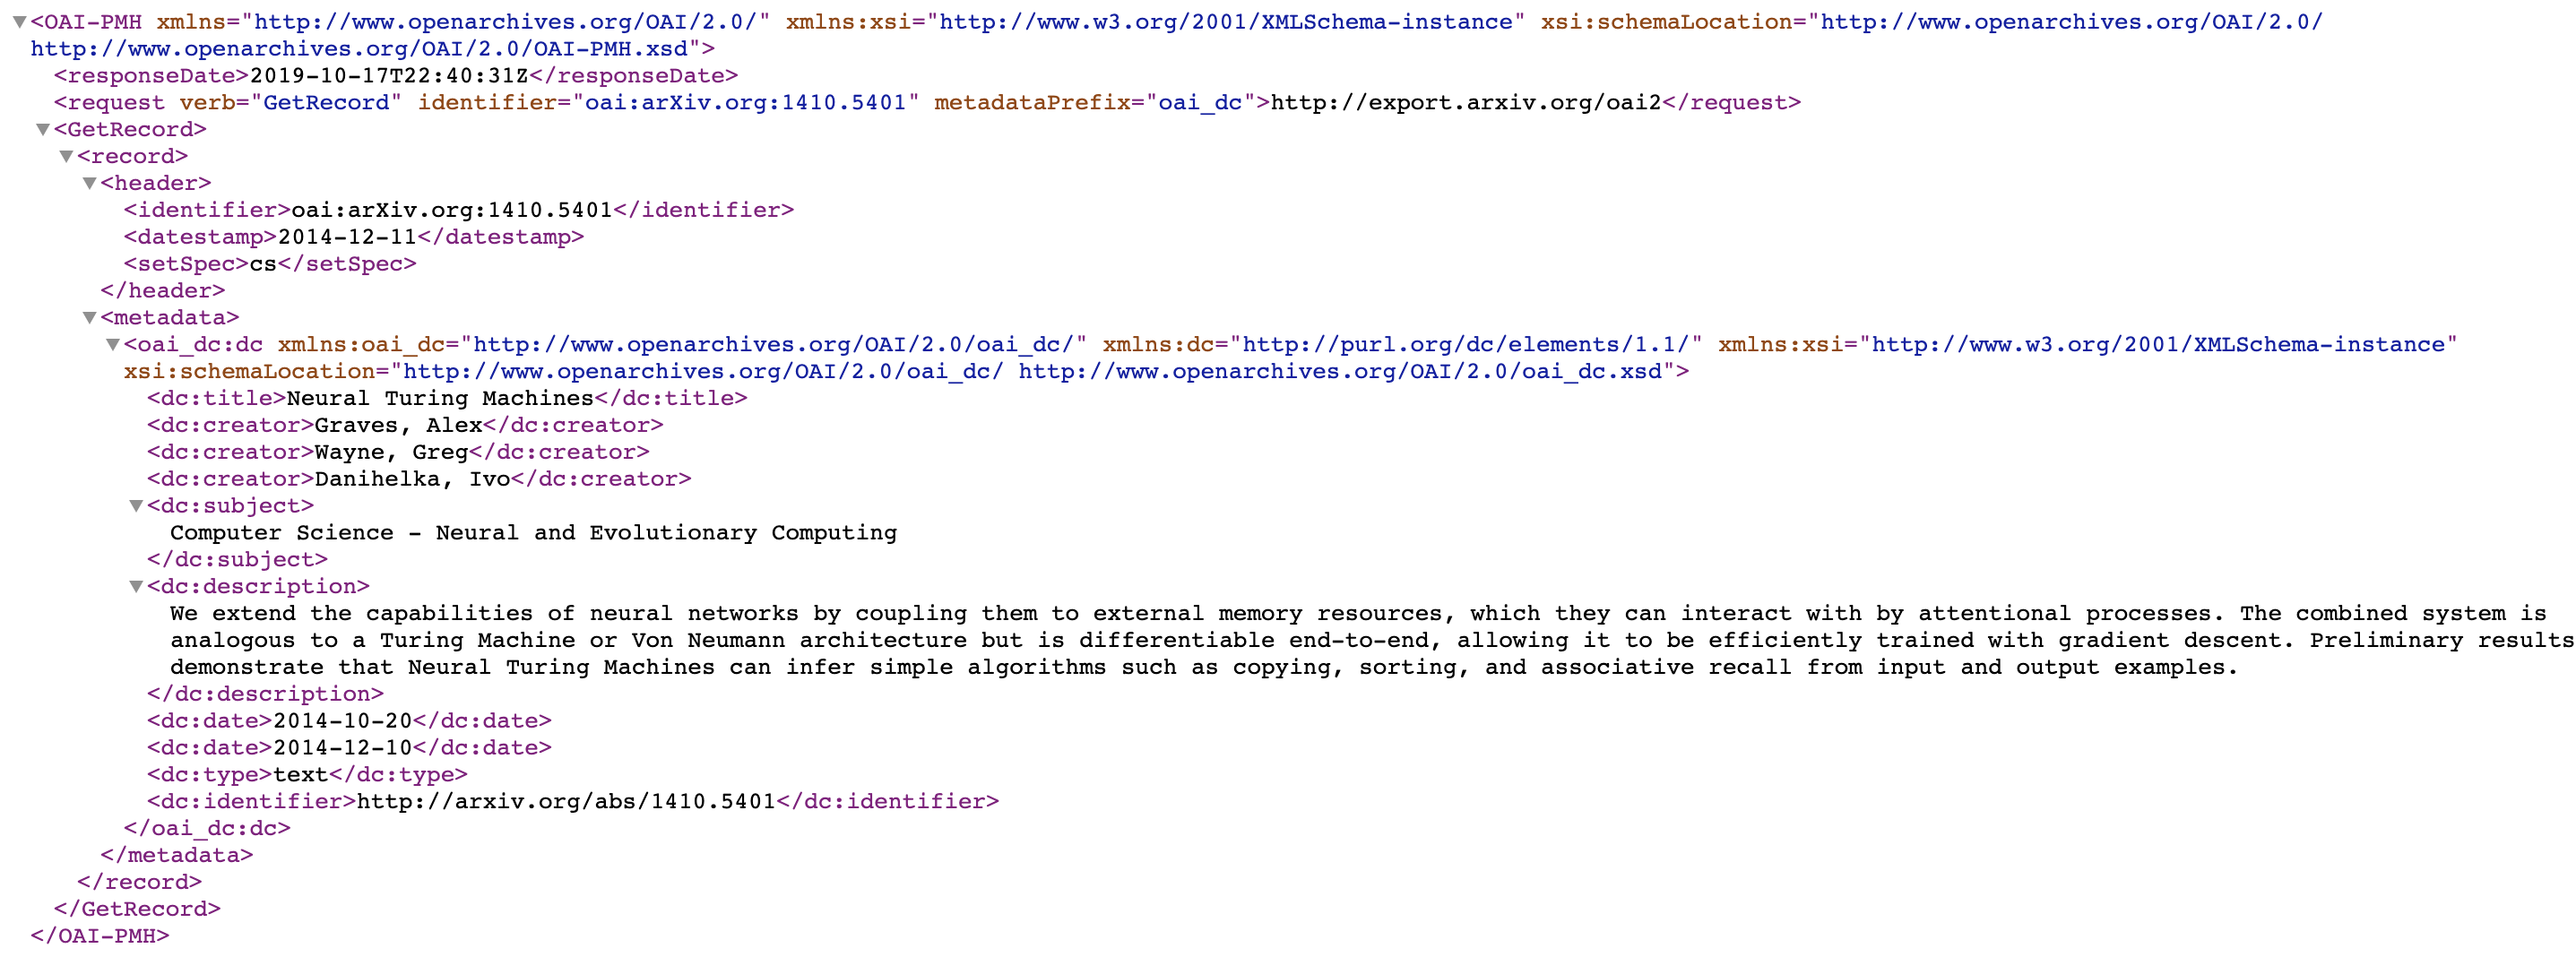 <OAI-PMH xmlns="http://www.openarchives.org/OAI/2.0/" xmlns:xsi="http://www.w3.org/2001/XMLSchema-instance" xsi:schemaLocation="http://www.openarchives.org/OAI/2.0/
http://www.openarchives.org/OAI/2.0/OAI-PMH.xsd">
<responseDate>2019-10-17T22:40:31Z</responseDate>
<request verb="GetRecord" identifier="oai:arXiv.org:1410.5401" metadataPrefix="oai_dc">http://export.arxiv.org/oai2</request>
<GetRecord>
<record>
<header>
<identifier>oai:arXiv.org:1410.5401</identifier>
<datestamp>2014-12-11</datestamp>
<setSpec>cs</setSpec>
</header>
<metadata>
<oai_dc:dc xmlns:oai_dc="http://www.openarchives.org/OAI/2.0/oai_dc/" xmlns:dc="http://purl.org/dc/elements/1.1/" xmlns:xsi="http://www.w3.org/2001/XMLSchema-instance"
xsi:schemaLocation="http://www.openarchives.org/OAI/2.0/oai_dc/ http://www.openarchives.org/OAI/2.0/oai_dc.xsd">
<dc:title>Neural Turing Machines</dc:title>
<dc:creator>Graves, Alex</dc:creator>
<dc:creator>Wayne, Greg</dc:creator>
<dc:creator>Danihelka, Ivo</dc:creator>
<dc:subject>
Computer Science - Neural and Evolutionary Computing
</dc:subject>
<dc:description>
We extend the capabilities of neural networks by coupling them to external memory resources, which they can interact with by attentional processes. The combined system is
analogous to a Turing Machine or Von Neumann architecture but is differentiable end-to-end, allowing it to be efficiently trained with gradient descent. Preliminary results
demonstrate that Neural Turing Machines can infer simple algorithms such as copying, sorting, and associative recall from input and output examples.
</dc:description>
<dc:date>2014-10-20</dc:date>
<dc:date>2014-12-10</dc:date>
<dc:type>text</dc:type>
<dc:identifier>http://arxiv.org/abs/1410.5401</dc:identifier>
</oai_dc:dc>
</metadata>
</record>
</GetRecord>
</OAI-PMH>